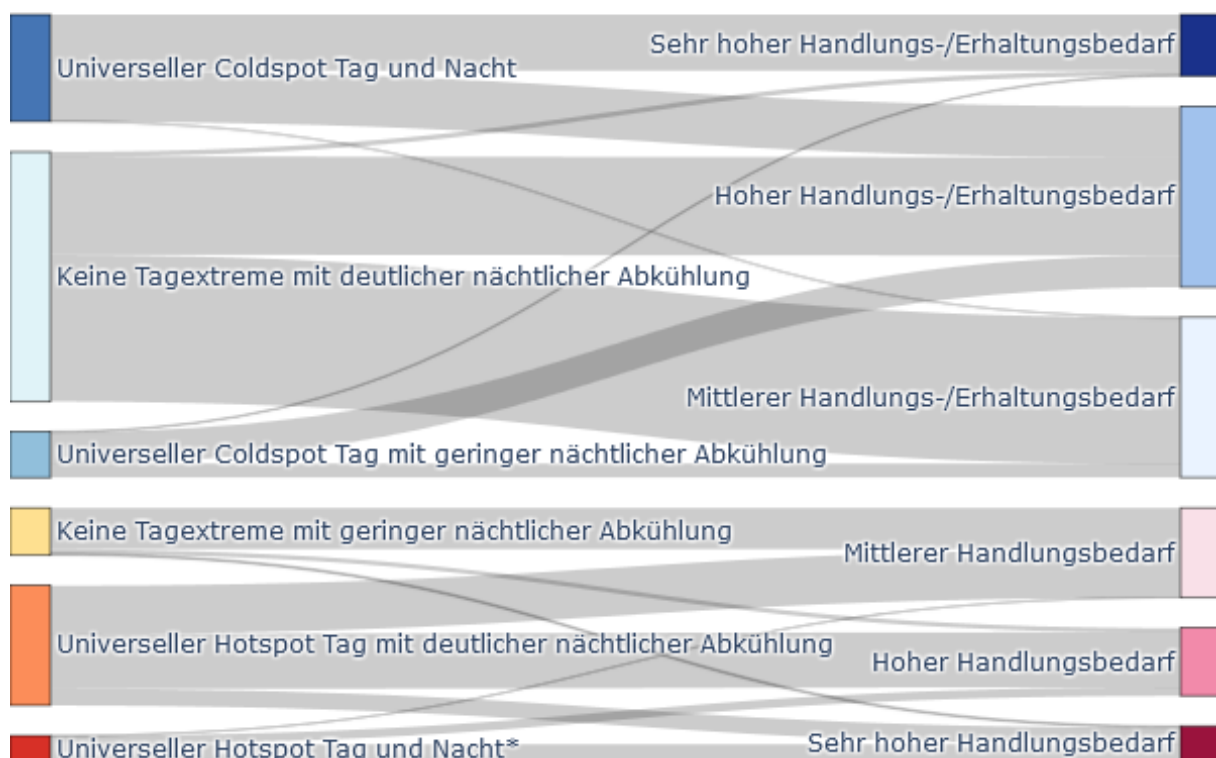 Sehr hoher Handlungs-/Erhaltungsbedarf
Universeller Coldspot Tag und Nacht
Hoher Handlungs-/Erhaltungsbedarf
Keine Tagextreme mit deutlicher nächtlicher Abkühlung
Mittlerer Handlungs-/Erhaltungsbedarf
Universeller Coldspot Tag mit geringer nächtlicher Abkühlung
Keine Tagextreme mit geringer nächtlicher Abkühlung
Mittlerer Handlungsbedarf
Universeller Hotspot Tag mit deutlicher nächtlicher Abkühlung
Hoher Handlungsbedarf
Sehr hoher Handlungsbedarf
Universeller Hotspot Tag und Nacht*